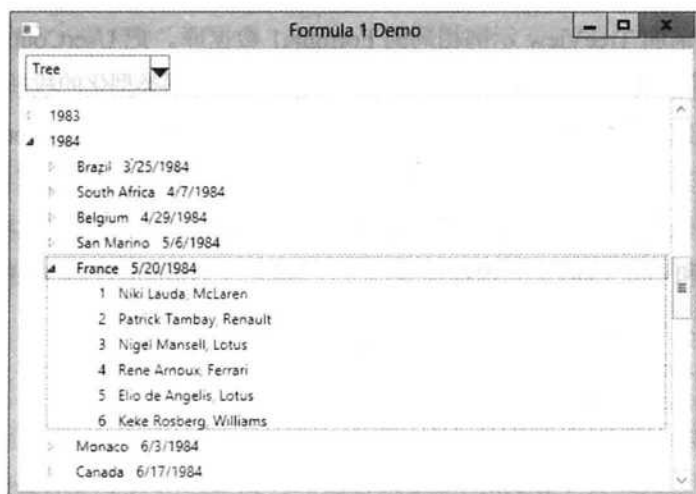 Formula 1 Demo
Tree
1983
1984
Brazil 3/25/1984
South Africa 4/7/1984
Belgium 4/29/1984
San Marino 5/6/1984
France 5/20/1984
1 Niki Lauda, McLaren
2 Patrick Tambay, Renault
3 Nigel Mansell, Lotus
4 Rene Arnoux, Ferrari
5 Elio de Angelis, Lotus
6 Keke Rosberg, Williams
Monaco 6/3/1984
Canada 6/17/1984